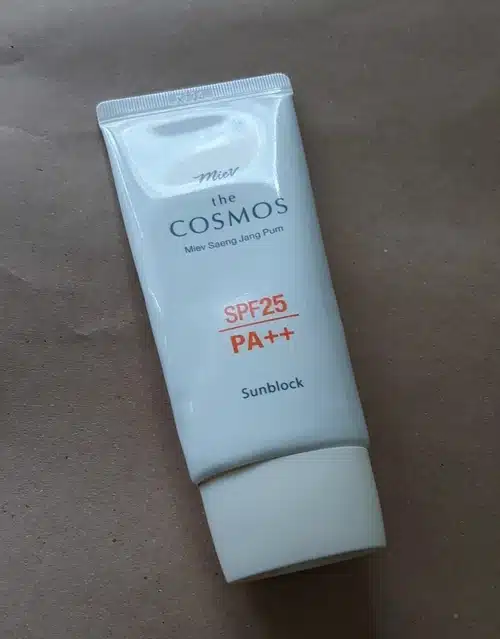 Miev
the
COSMOS
Miev Saeng Jang Pum
SPF25
PA++
Sunblock